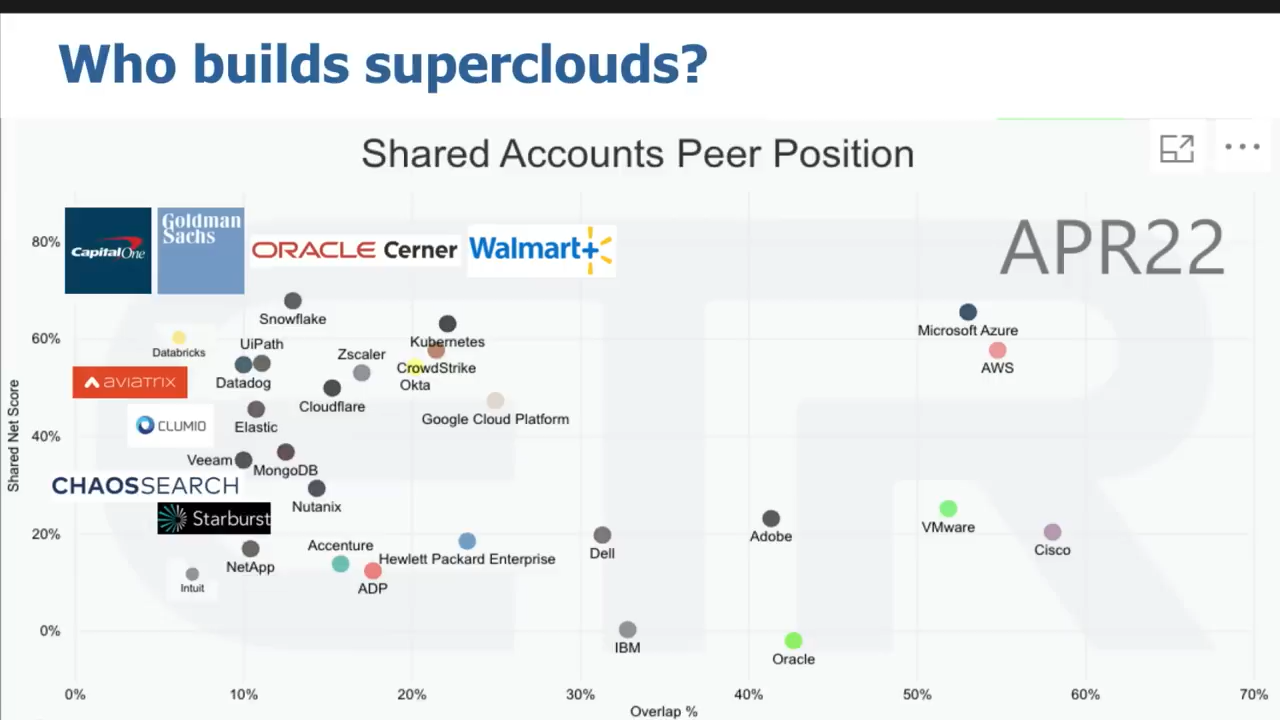 Who builds superclouds?
Shared Accounts Peer Position
APR22
CapitalOne
Goldman
Sachs
ORACLE Cerner
Walmart+
80%
60%
40%
20%
0%
Shared Net Score
Snowflake
Kubernetes
Microsoft Azure
Databricks
UiPath
Zscaler
CrowdStrike
AWS
aviatrix
Datadog
Okta
Cloudflare
Google Cloud Platform
CLUMIO
Elastic
Veeam
MongoDB
CHAOSSEARCH
Nutanix
Starburst
Adobe
VMware
Cisco
Accenture
Hewlett Packard Enterprise
Dell
NetApp
ADP
Intuit
IBM
Oracle
0%
10%
20%
30%
40%
50%
60%
70%
Overlap %
ETR